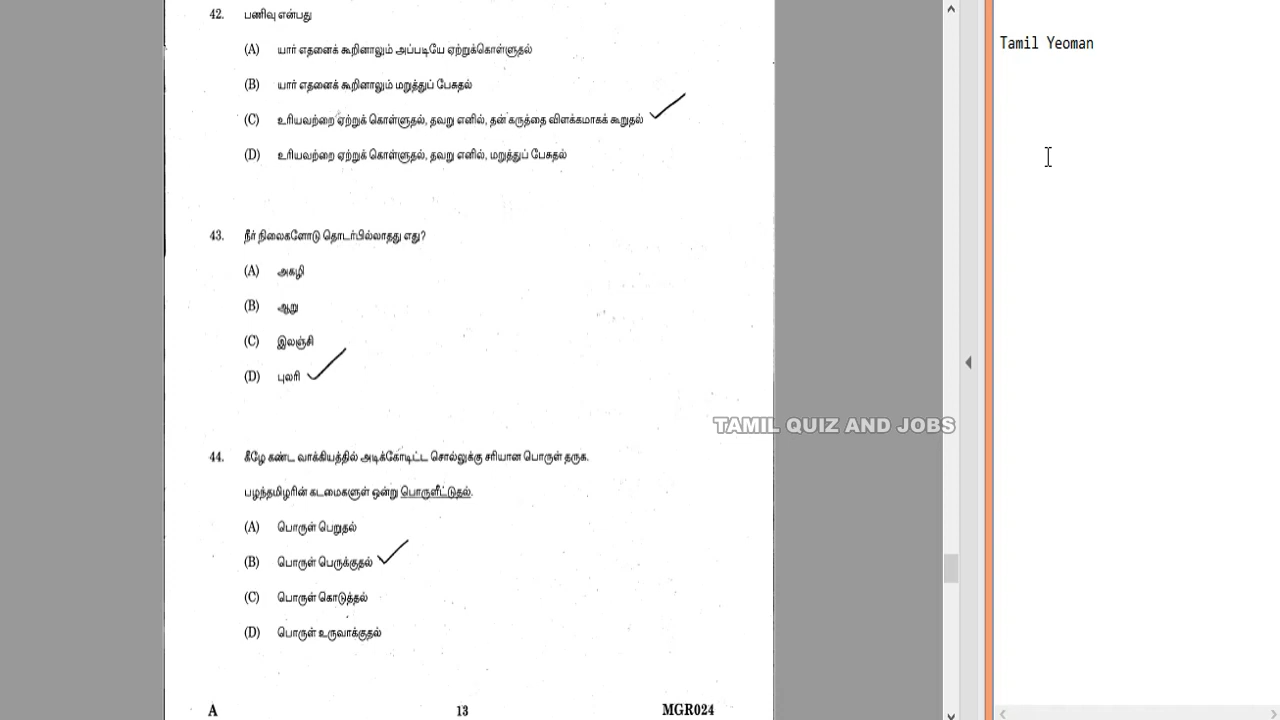 42. பணிவு என்பது
(A) யார் எதனைக் கூறினாலும் அப்படியே ஏற்றுக்கொள்ளுதல்
(B) யார் எதனைக் கூறினாலும் மறுத்துப் பேசுதல்
(C) உரியவற்றை ஏற்றுக் கொள்ளுதல், தவறு எனில், தன் கருத்தை விளக்கமாகக் கூறுதல்
(D) உரியவற்றை ஏற்றுக் கொள்ளுதல், தவறு எனில், மறுத்துப் பேசுதல்
43. நீர் நிலைகளோடு தொடர்பில்லாதது எது?
(A) அகழி
(B) ஆறு
(C) இலஞ்சி
(D) புலரி
44. கீழே கண்ட வாக்கியத்தில் அடிக்கோடிட்ட சொல்லுக்கு சரியான பொருள் தருக.
பழந்தமிழரின் கடமைகளுள் ஒன்று பொருளீட்டுதல்.
(A) பொருள் பெறுதல்
(B) பொருள் பெருக்குதல்
(C) பொருள் கொடுத்தல்
(D) பொருள் உருவாக்குதல்
A 13 MGR024
Tamil Yeoman
TAMIL QUIZ AND JOBS